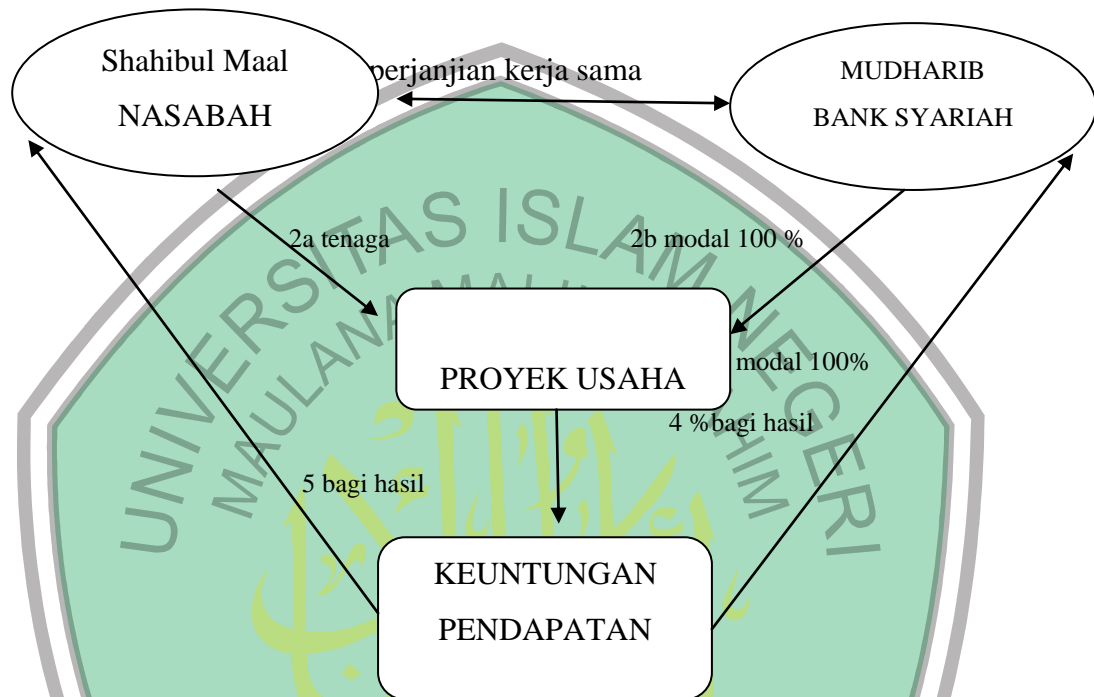 Shahibul Maal
NASABAH
perjanjian kerja sama
MUDHARIB
BANK SYARIAH
2a tenaga
2b modal 100 %
PROYEK USAHA
modal 100%
4 %bagi hasil
5 bagi hasil
KEUNTUNGAN
PENDAPATAN
UNIVERSITAS ISLAM NEGERI
MAULANA MALIK
HIM